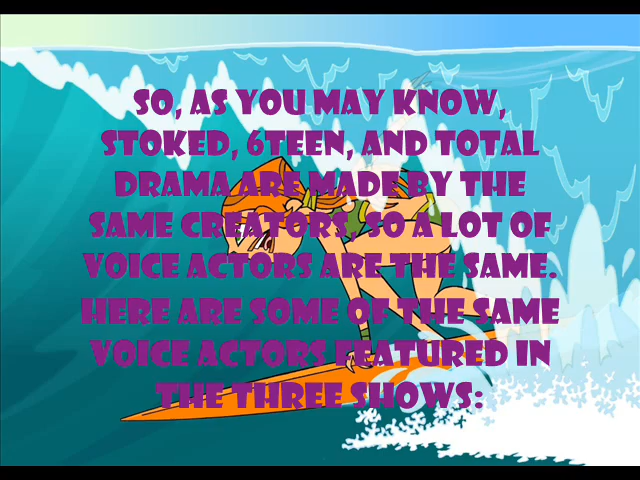 SO, AS YOU MAY KNOW,
STOKED, 6TEEN, AND TOTAL
DRAMA ARE MADE BY THE
SAME CREATORS, SO A LOT OF
VOICE ACTORS ARE THE SAME.
HERE ARE SOME OF THE SAME
VOICE ACTORS FEATURED IN
THE THREE SHOWS: